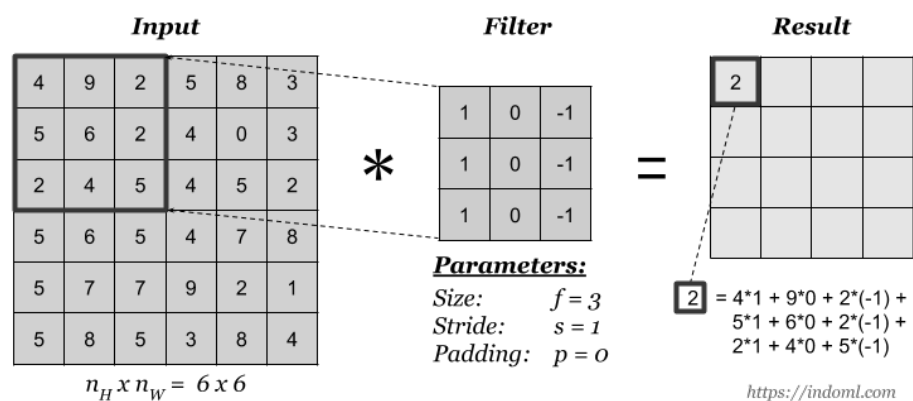 Input
4 9 2 5 8 3
5 6 2 4 0 3
2 4 5 4 5 2
5 6 5 4 7 8
5 7 7 9 2 1
5 8 5 3 8 4
n_H x n_W = 6 x 6
*
Filter
1 0 -1
1 0 -1
1 0 -1
Parameters:
Size: f = 3
Stride: s = 1
Padding: p = 0
=
Result
2
2 = 4*1 + 9*0 + 2*(-1) +
5*1 + 6*0 + 2*(-1) +
2*1 + 4*0 + 5*(-1)
https://indoml.com